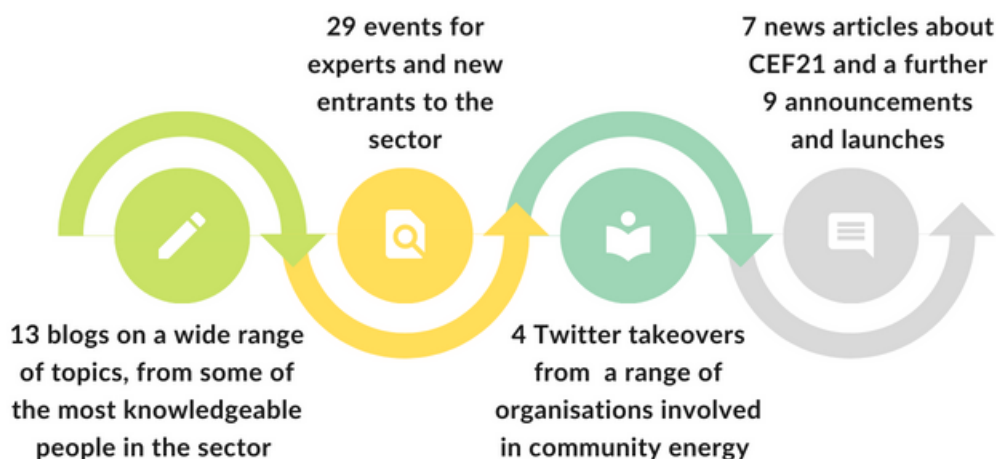 13 blogs on a wide range
of topics, from some of
the most knowledgeable
people in the sector
29 events for
experts and new
entrants to the
sector
4 Twitter takeovers
from a range of
organisations involved
in community energy
7 news articles about
CEF21 and a further
9 announcements
and launches